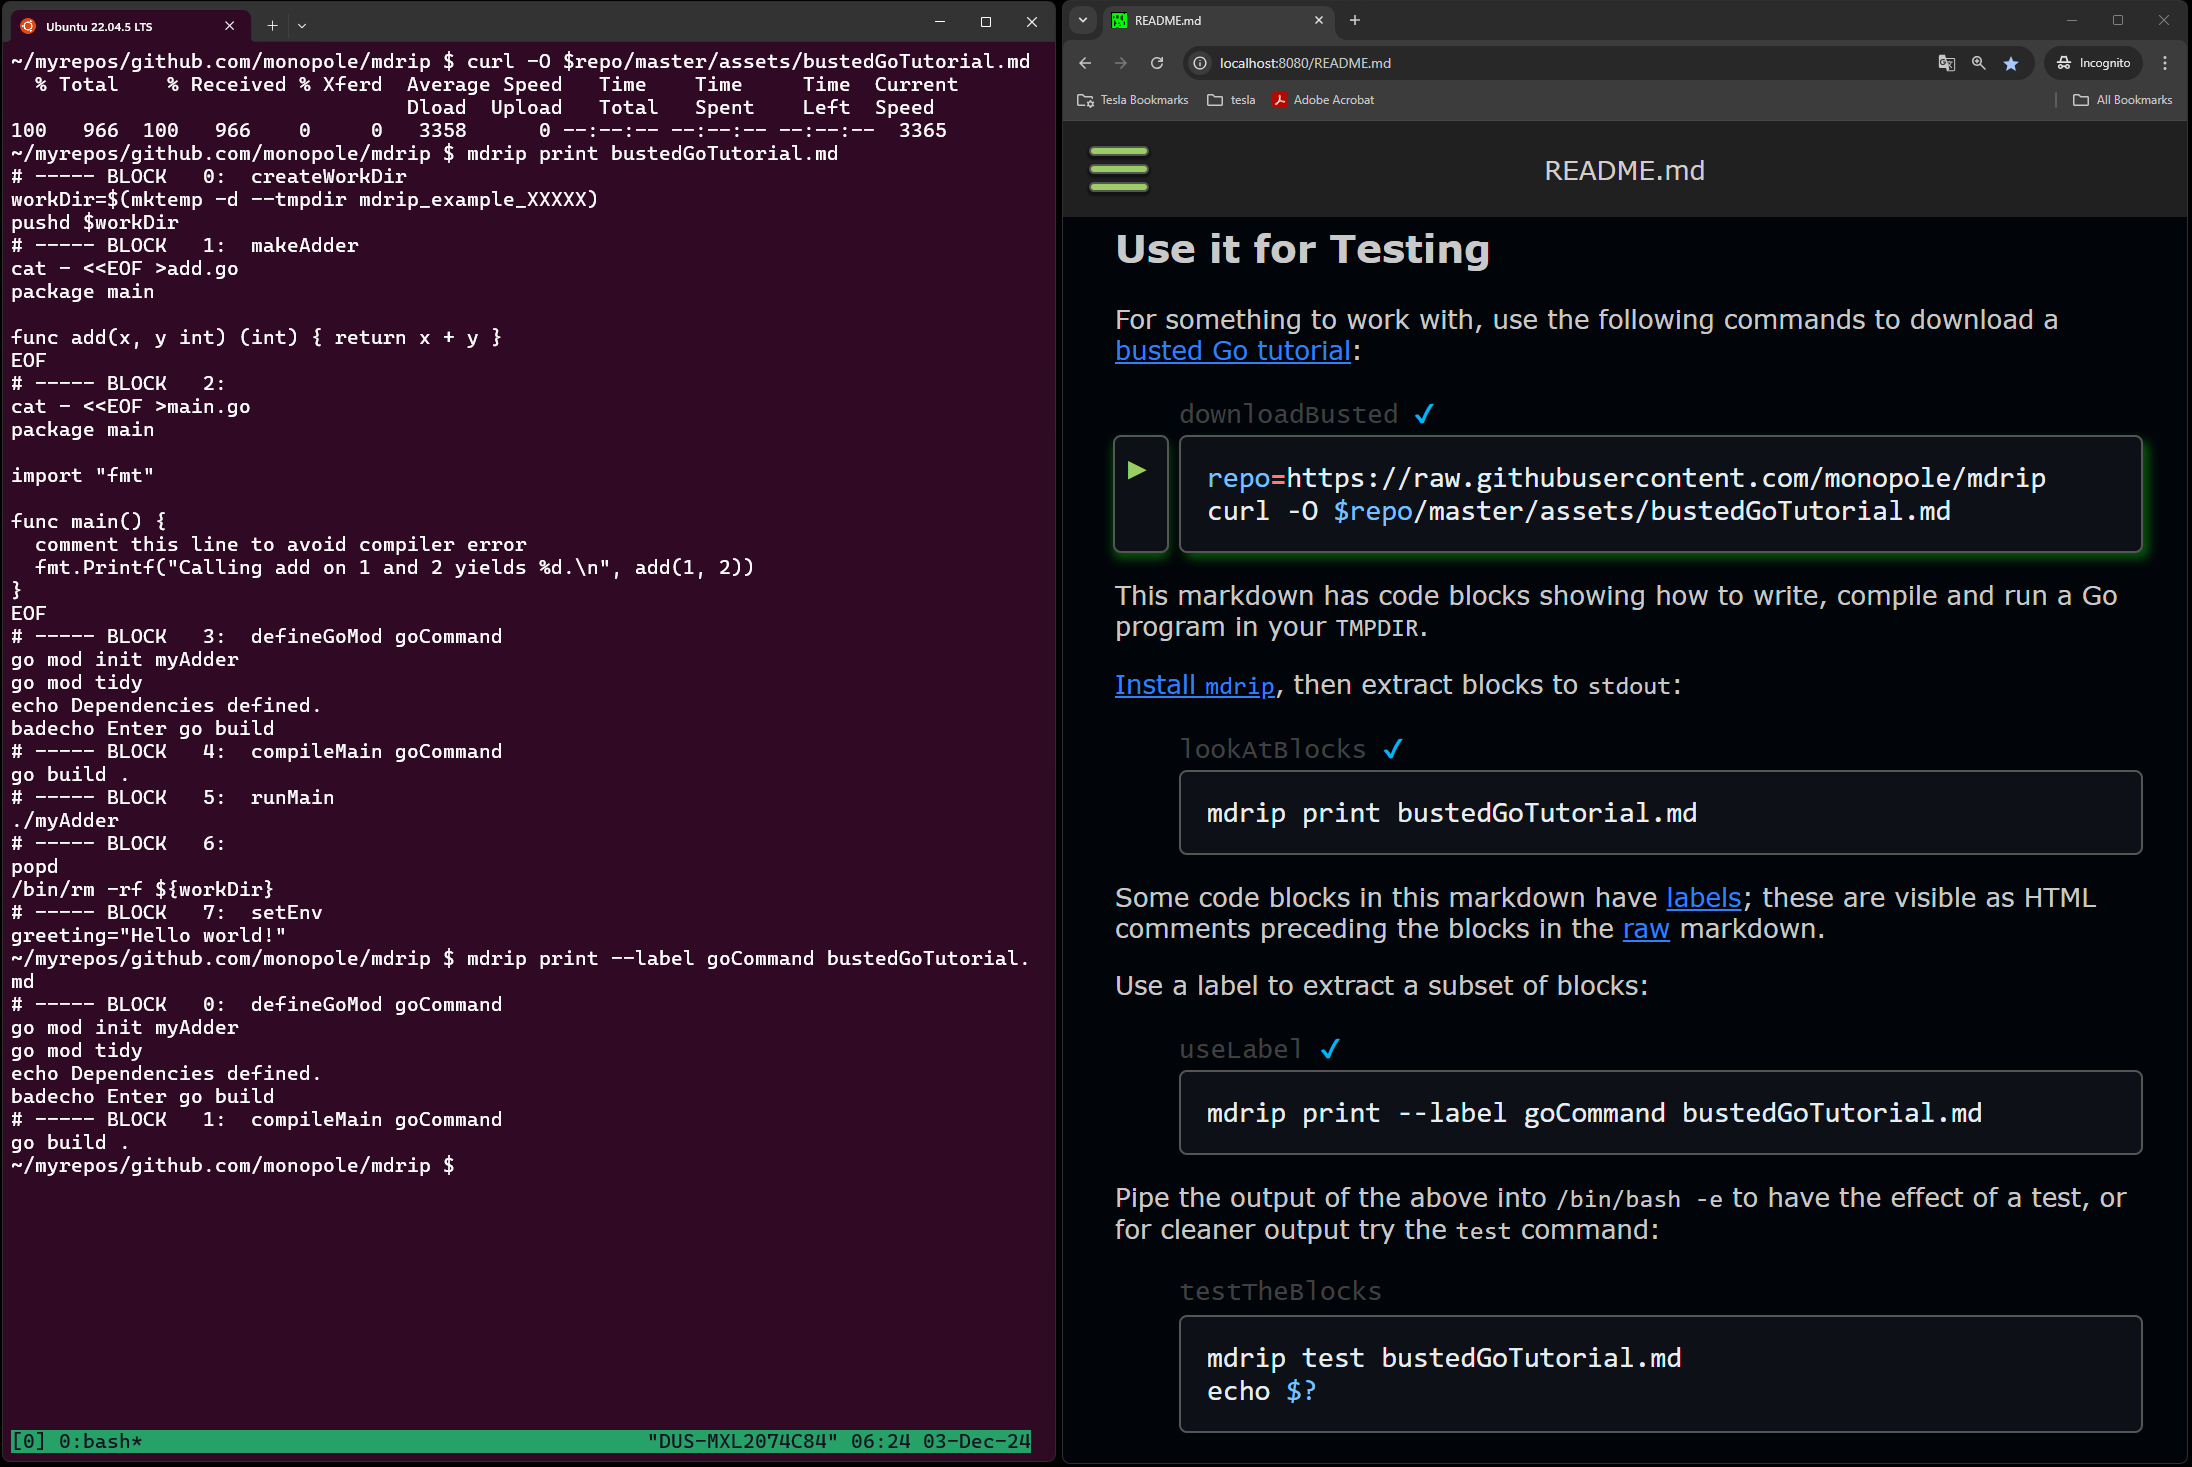 Ubuntu 22.04.5 LTS
~/myrepos/github.com/monopole/mdrip $ curl -O $repo/master/assets/bustedGoTutorial.md
  % Total    % Received % Xferd  Average Speed   Time    Time     Time  Current
                                 Dload  Upload   Total   Spent    Left  Speed
100   966  100   966    0     0   3358      0 --:--:-- --:--:-- --:--:--  3365
~/myrepos/github.com/monopole/mdrip $ mdrip print bustedGoTutorial.md
# ----- BLOCK   0:  createWorkDir
workDir=$(mktemp -d --tmpdir mdrip_example_XXXXX)
pushd $workDir
# ----- BLOCK   1:  makeAdder
cat - <<EOF >add.go
package main

func add(x, y int) (int) { return x + y }
EOF
# ----- BLOCK   2:
cat - <<EOF >main.go
package main

import "fmt"

func main() {
  comment this line to avoid compiler error
  fmt.Printf("Calling add on 1 and 2 yields %d.\n", add(1, 2))
}
EOF
# ----- BLOCK   3:  defineGoMod goCommand
go mod init myAdder
go mod tidy
echo Dependencies defined.
badecho Enter go build
# ----- BLOCK   4:  compileMain goCommand
go build .
# ----- BLOCK   5:  runMain
./myAdder
# ----- BLOCK   6:
popd
/bin/rm -rf ${workDir}
# ----- BLOCK   7:  setEnv
greeting="Hello world!"
~/myrepos/github.com/monopole/mdrip $ mdrip print --label goCommand bustedGoTutorial.
md
# ----- BLOCK   0:  defineGoMod goCommand
go mod init myAdder
go mod tidy
echo Dependencies defined.
badecho Enter go build
# ----- BLOCK   1:  compileMain goCommand
go build .
~/myrepos/github.com/monopole/mdrip $
[0] 0:bash* "DUS-MXL2074C84" 06:24 03-Dec-24
README.md
localhost:8080/README.md
Incognito
Tesla Bookmarks tesla Adobe Acrobat All Bookmarks
README.md
Use it for Testing
For something to work with, use the following commands to download a
busted Go tutorial:
downloadBusted ✓
repo=https://raw.githubusercontent.com/monopole/mdrip
curl -O $repo/master/assets/bustedGoTutorial.md
This markdown has code blocks showing how to write, compile and run a Go
program in your TMPDIR.
Install mdrip, then extract blocks to stdout:
lookAtBlocks ✓
mdrip print bustedGoTutorial.md
Some code blocks in this markdown have labels; these are visible as HTML
comments preceding the blocks in the raw markdown.
Use a label to extract a subset of blocks:
useLabel ✓
mdrip print --label goCommand bustedGoTutorial.md
Pipe the output of the above into /bin/bash -e to have the effect of a test, or
for cleaner output try the test command:
testTheBlocks
mdrip test bustedGoTutorial.md
echo $?